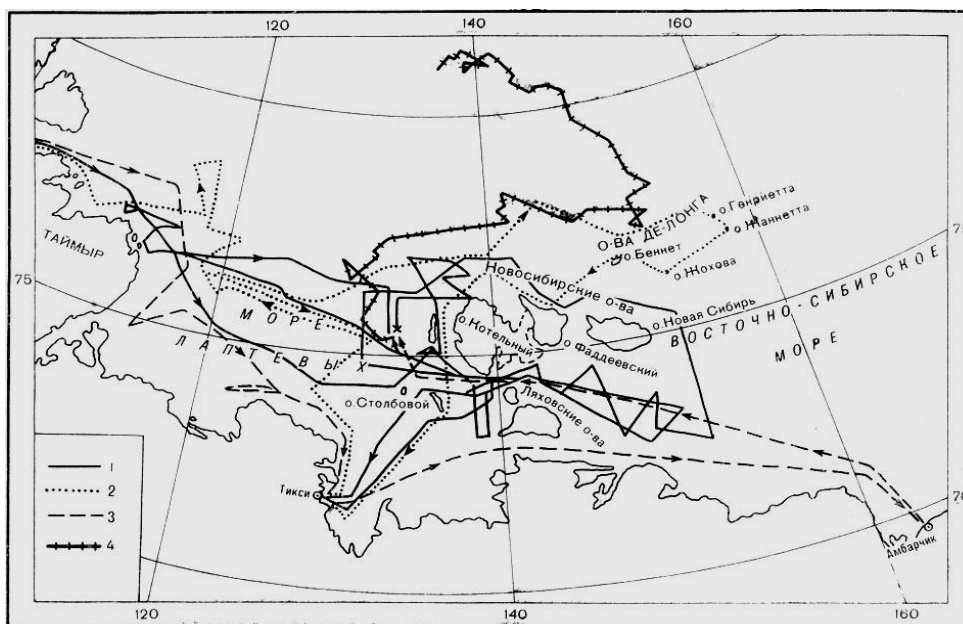 120
140
160
О-ВА ДЕ-ЛОНГА
о.Генриетта
о.Жаннетта
о.Беннет
о.Жохова
ТАЙМЫР
75
Новосибирские о-ва
о.Новая Сибирь
ВОСТОЧНО-СИБИРСКОЕ
МОРЕ
МОРЕ
ЛАПТЕВЫХ
о.Котельный
о.Фаддеевский
о.Столбовой
Ляховские о-ва
1
2
3
4
Тикси
Амбарчик
120
140
160